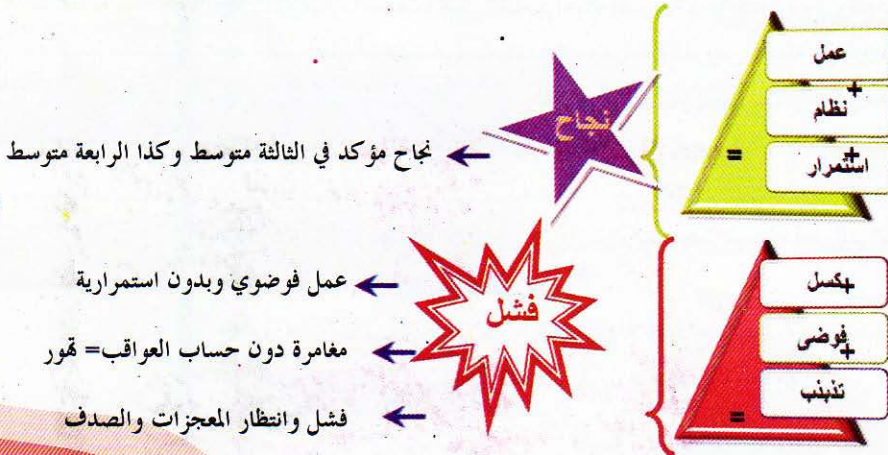 عمل
+
نظام
+
استمرار
=
نجاح
نجاح مؤكد في الثالثة متوسط وكذا الرابعة متوسط
كسل
+
فوضى
+
تذبذب
=
فشل
عمل فوضوي وبدون استمرارية
مغامرة دون حساب العواقب= تهور
فشل وانتظار المعجزات والصدف